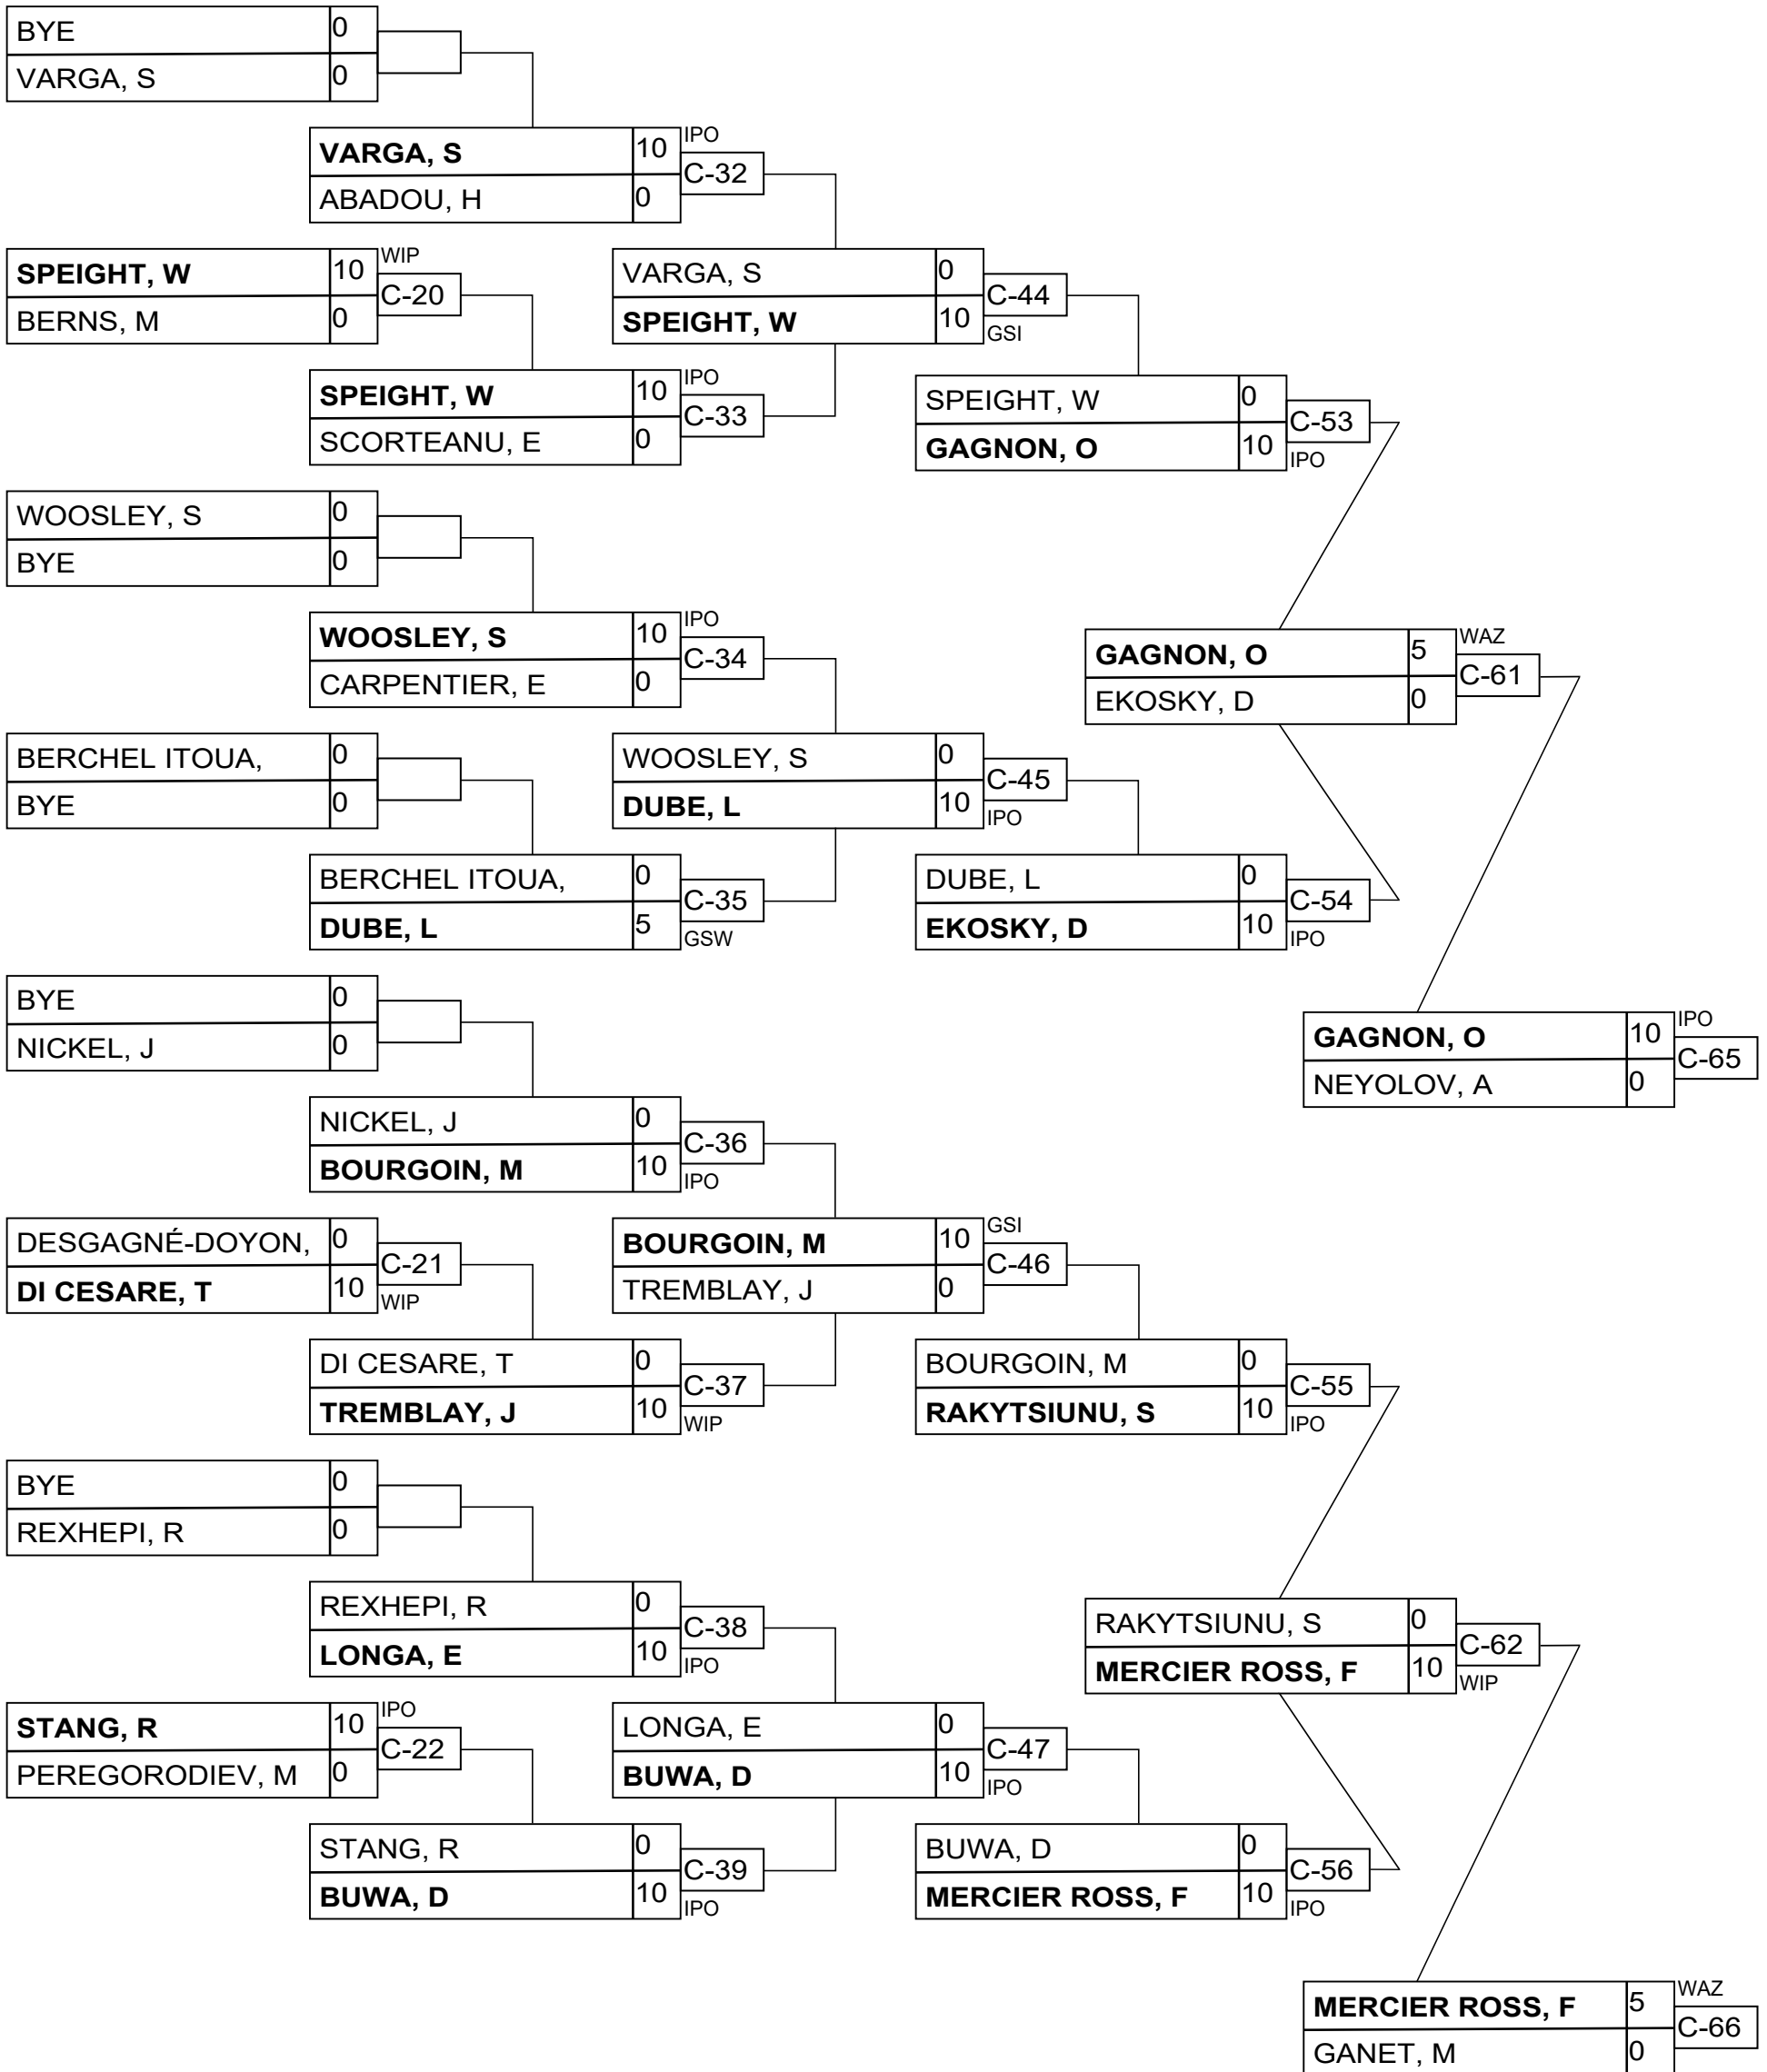 BYE 0
VARGA, S 0
VARGA, S 10 IPO
C-32
ABADOU, H 0
SPEIGHT, W 10 WIP
C-20
BERNS, M 0
VARGA, S 0
C-44
SPEIGHT, W 10 GSI
SPEIGHT, W 10 IPO
C-33
SCORTEANU, E 0
SPEIGHT, W 0
C-53
GAGNON, O 10 IPO
WOOSLEY, S 0
BYE 0
WOOSLEY, S 10 IPO
C-34
CARPENTIER, E 0
GAGNON, O 5 WAZ
C-61
EKOSKY, D 0
BERCHEL ITOUA, 0
BYE 0
WOOSLEY, S 0
C-45
DUBE, L 10 IPO
BERCHEL ITOUA, 0
C-35
DUBE, L 5 GSW
DUBE, L 0
C-54
EKOSKY, D 10 IPO
BYE 0
NICKEL, J 0
GAGNON, O 10 IPO
C-65
NEYOLOV, A 0
NICKEL, J 0
C-36
BOURGOIN, M 10 IPO
DESGAGNÉ-DOYON, 0
C-21
DI CESARE, T 10 WIP
BOURGOIN, M 10 GSI
C-46
TREMBLAY, J 0
DI CESARE, T 0
C-37
TREMBLAY, J 10 WIP
BOURGOIN, M 0
C-55
RAKYTSIUNU, S 10 IPO
BYE 0
REXHEPI, R 0
REXHEPI, R 0
C-38
LONGA, E 10 IPO
RAKYTSIUNU, S 0
C-62
MERCIER ROSS, F 10 WIP
STANG, R 10 IPO
C-22
PEREGORODIEV, M 0
LONGA, E 0
C-47
BUWA, D 10 IPO
STANG, R 0
C-39
BUWA, D 10 IPO
BUWA, D 0
C-56
MERCIER ROSS, F 10 IPO
MERCIER ROSS, F 5 WAZ
C-66
GANET, M 0